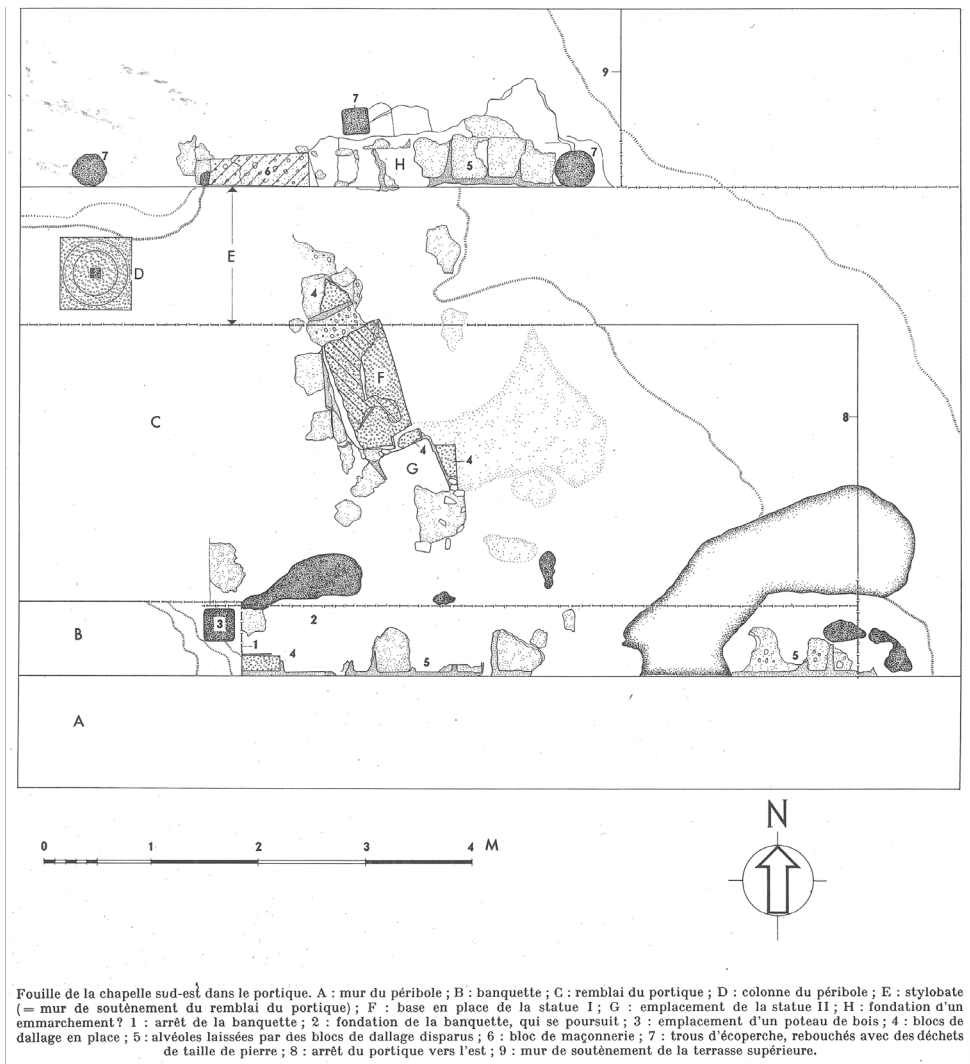 9
7
7
7
H
5
6
E
D
4
F
C
8
4
4
G
3
2
B
1
4
5
5
A
N
0 1 2 3 4 M
Fouille de la chapelle sud-est dans le portique. A : mur du péribole ; B : banquette ; C : remblai du portique ; D : colonne du péribole ; E : stylobate
(= mur de soutènement du remblai du portique) ; F : base en place de la statue I ; G : emplacement de la statue II ; H : fondation d'un
emmarchement? 1 : arrêt de la banquette ; 2 : fondation de la banquette, qui se poursuit ; 3 : emplacement d'un poteau de bois ; 4 : blocs de
dallage en place ; 5 : alvéoles laissées par des blocs de dallage disparus ; 6 : bloc de maçonnerie ; 7 : trous d'écoperche, rebouchés avec des déchets
de taille de pierre ; 8 : arrêt du portique vers l'est ; 9 : mur de soutènement de la terrasse supérieure.